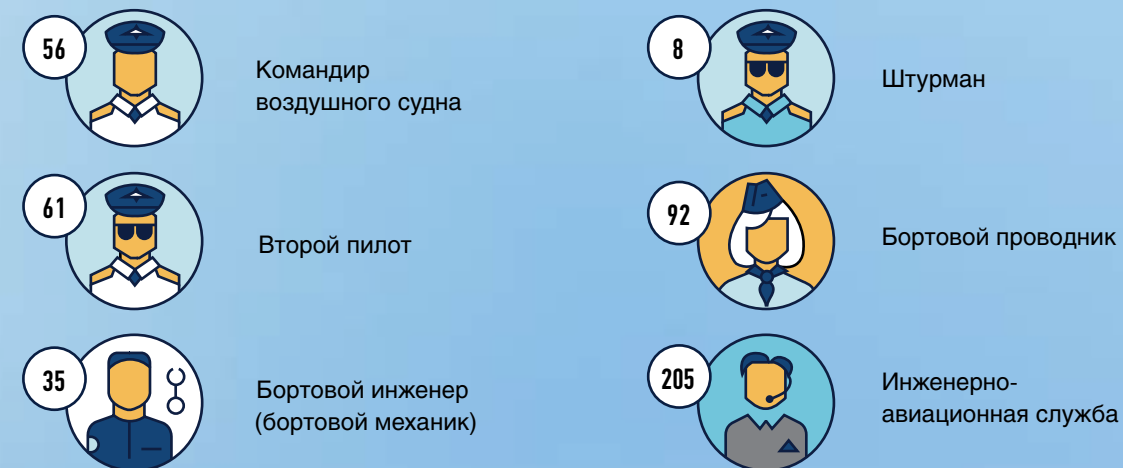 56
Командир
воздушного судна
8
Штурман
61
Второй пилот
92
Бортовой проводник
35
Бортовой инженер
(бортовой механик)
205
Инженерно-
авиационная служба